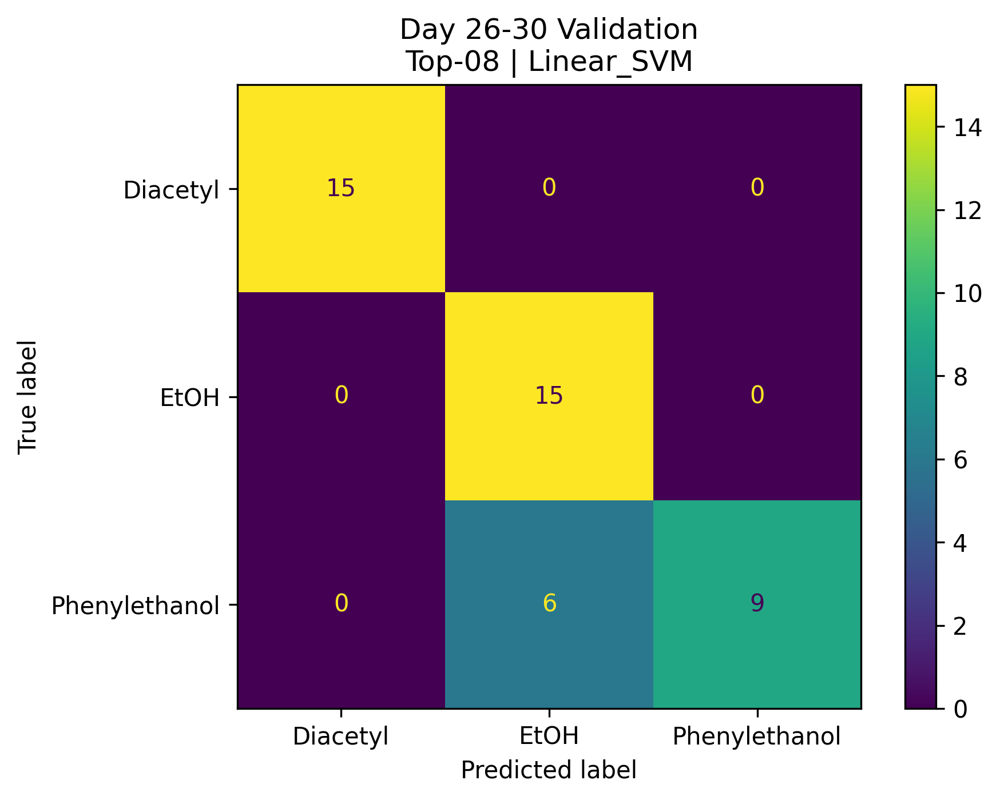 Day 26-30 Validation
Top-08 | Linear_SVM
True label
Diacetyl
EtOH
Phenylethanol
15 0 0
0 15 0
0 6 9
Diacetyl EtOH Phenylethanol
Predicted label
14
12
10
8
6
4
2
0